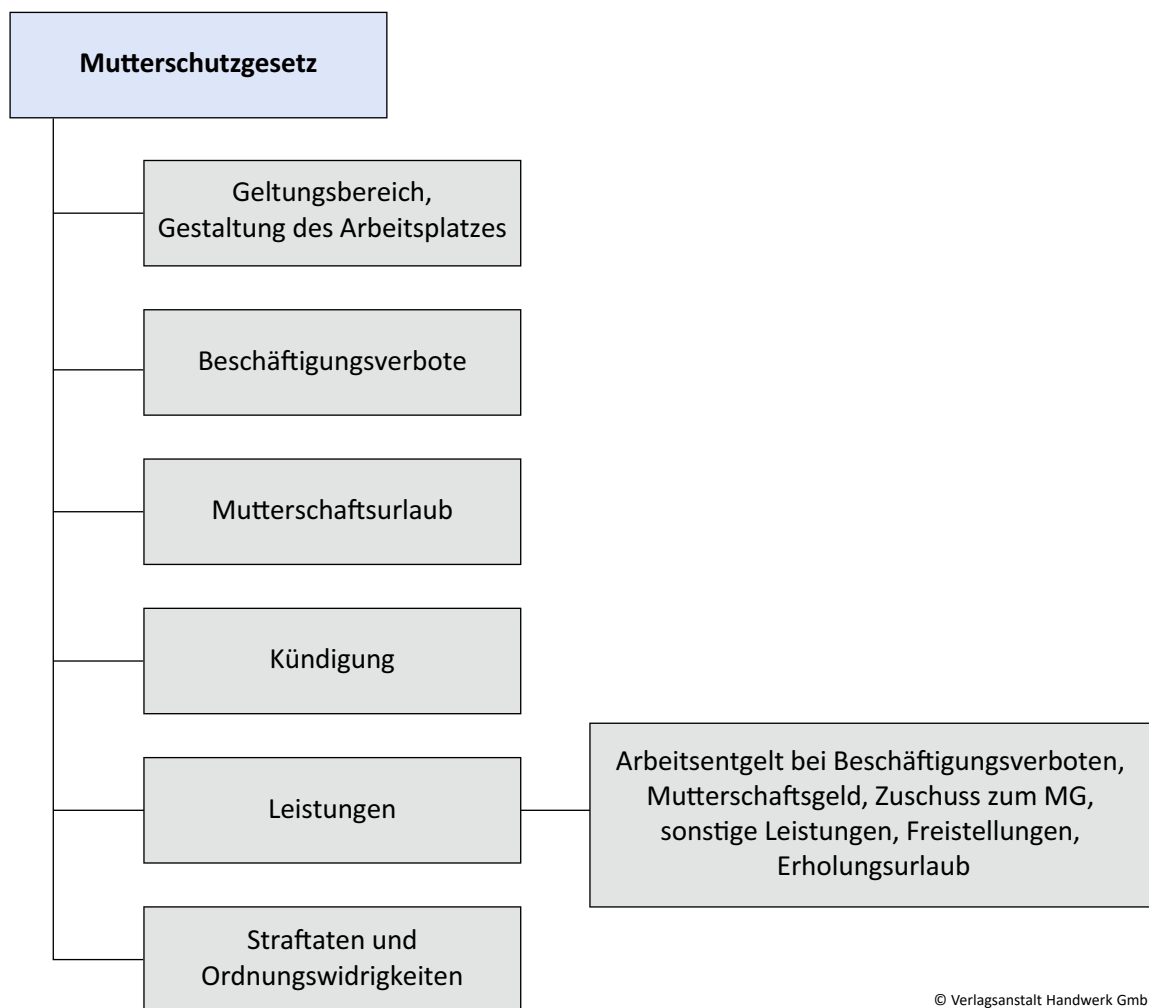 Mutterschutzgesetz
Geltungsbereich,
Gestaltung des Arbeitsplatzes
Beschäftigungsverbote
Mutterschaftsurlaub
Kündigung
Leistungen
Arbeitsentgelt bei Beschäftigungsverboten,
Mutterschaftsgeld, Zuschuss zum MG,
sonstige Leistungen, Freistellungen,
Erholungsurlaub
Straftaten und
Ordnungswidrigkeiten
© Verlagsanstalt Handwerk Gmb